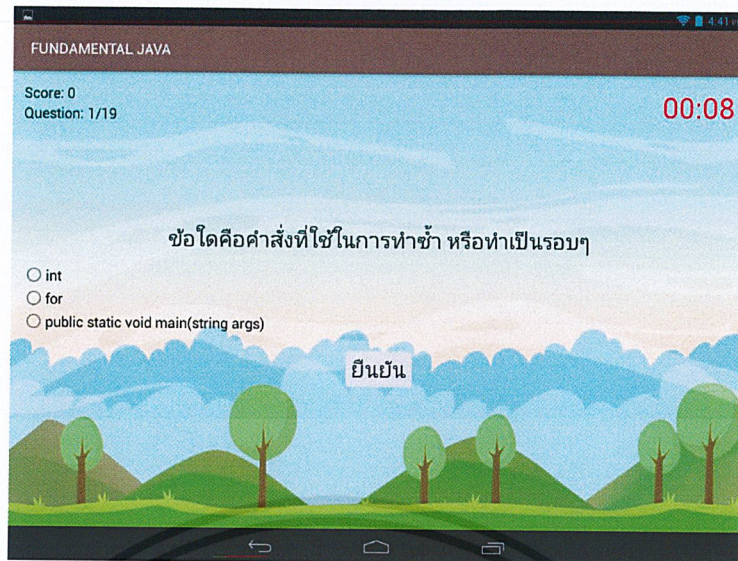 4:41
FUNDAMENTAL JAVA
Score: 0
Question: 1/19
00:08
ข้อใดคือคำสั่งที่ใช้ในการทำซ้ำ หรือทำเป็นรอบๆ
int
for
public static void main(string args)
ยืนยัน